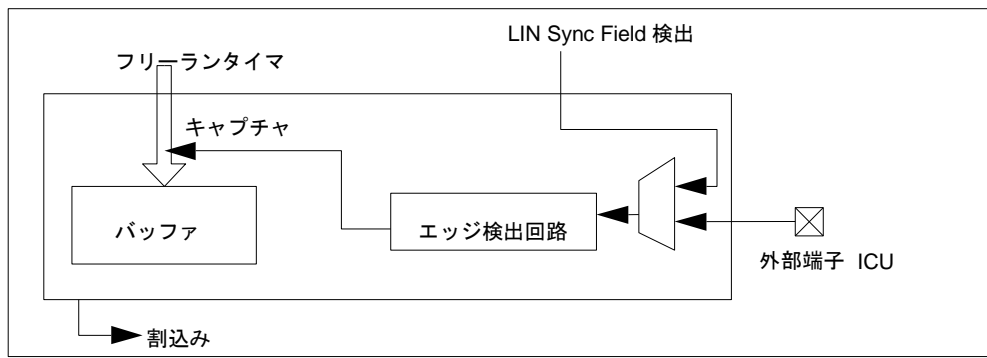 LIN Sync Field 検出
フリーランタイマ
キャプチャ
バッファ
エッジ検出回路
外部端子 ICU
割込み